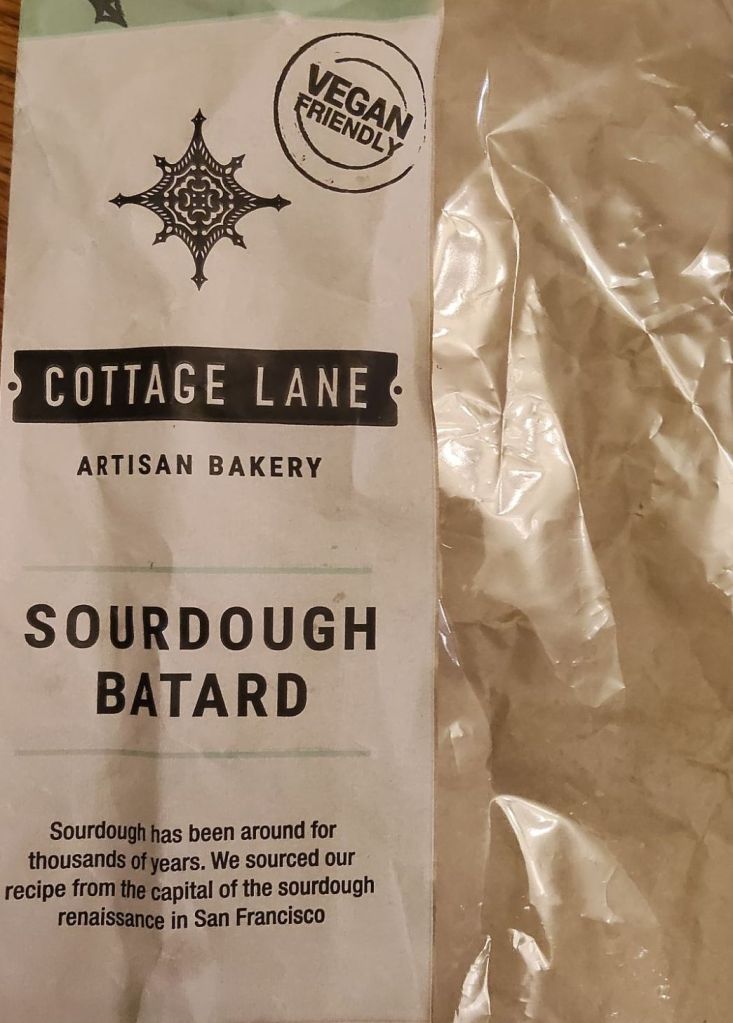 VEGAN
FRIENDLY
COTTAGE LANE
ARTISAN BAKERY
SOURDOUGH
BATARD
Sourdough has been around for
thousands of years. We sourced our
recipe from the capital of the sourdough
renaissance in San Francisco